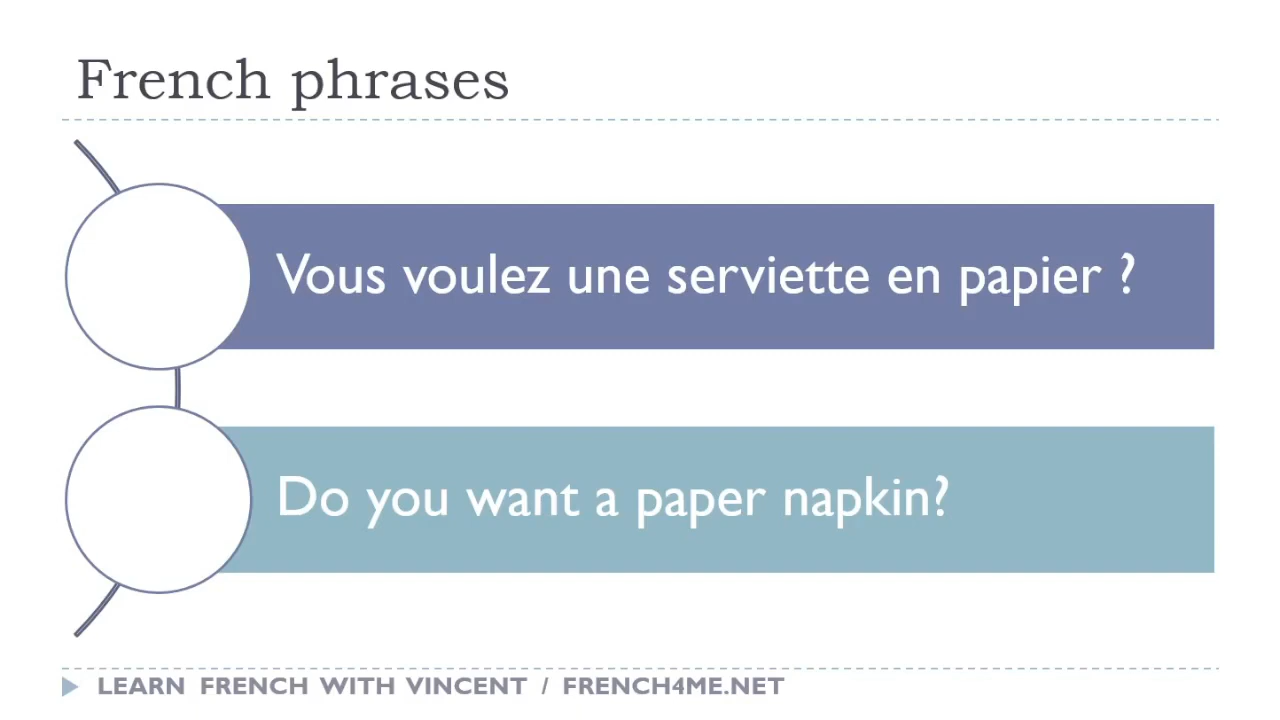 French phrases
Vous voulez une serviette en papier ?
Do you want a paper napkin?
LEARN FRENCH WITH VINCENT / FRENCH4ME.NET